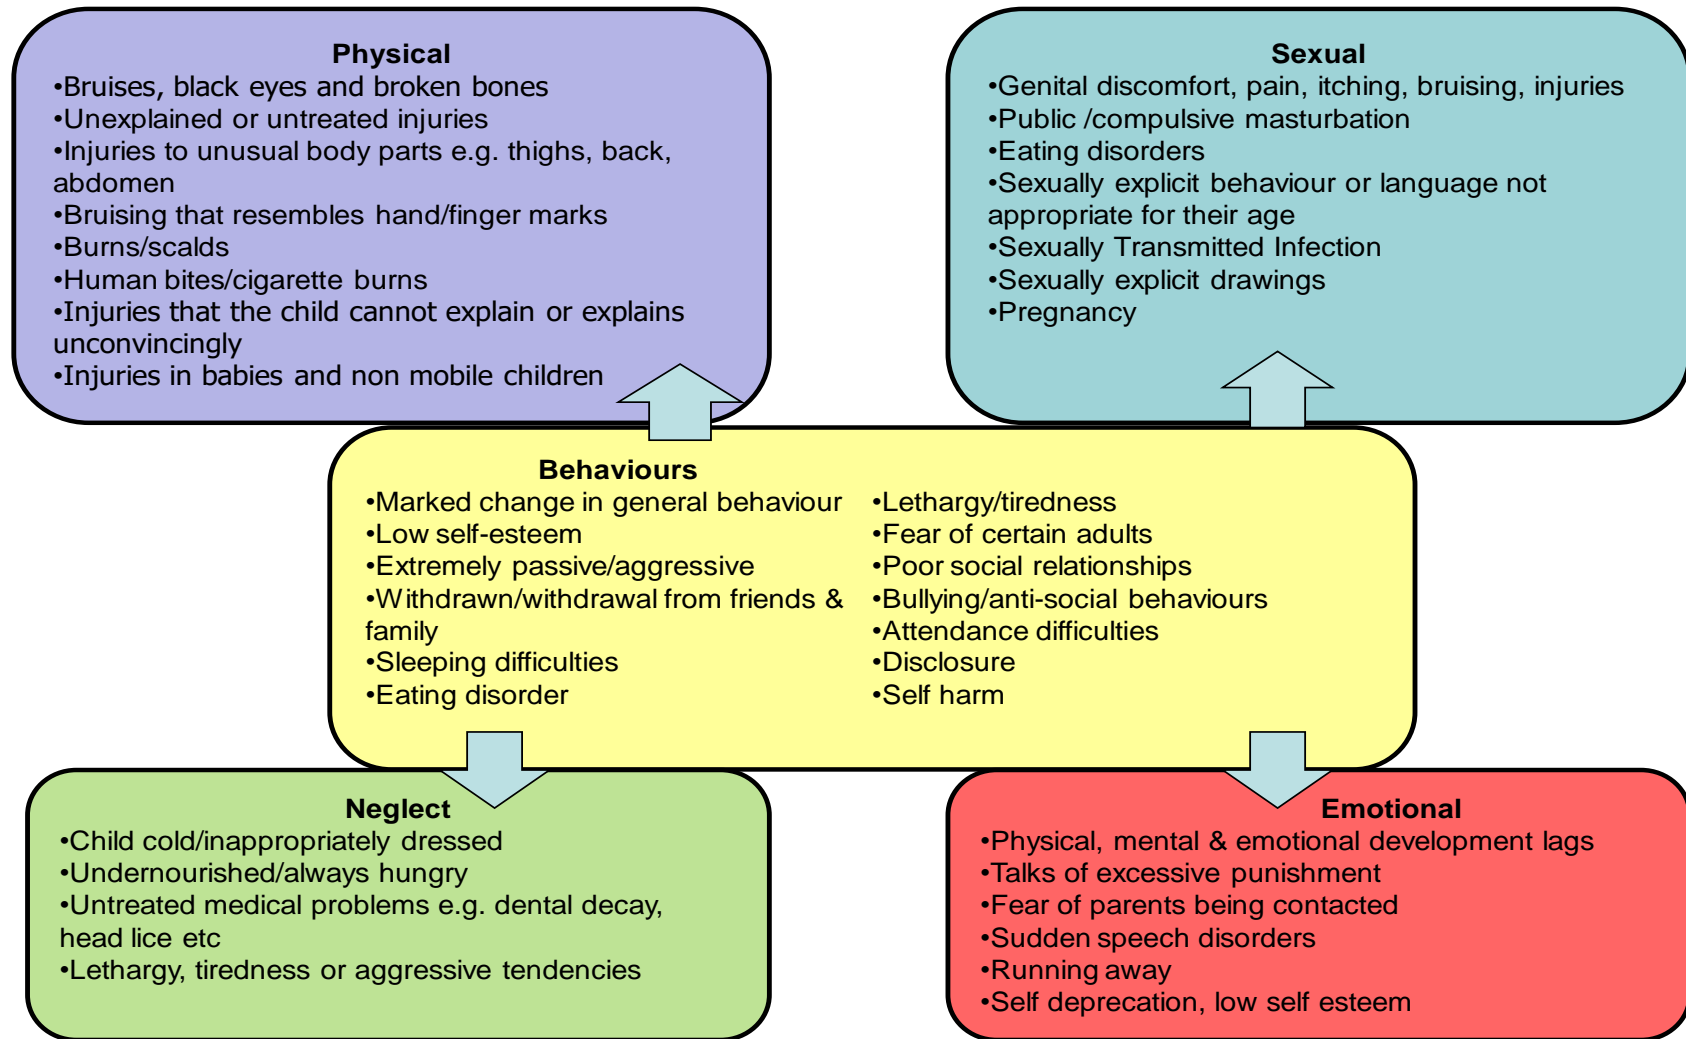 Physical
•Bruises, black eyes and broken bones
•Unexplained or untreated injuries
•Injuries to unusual body parts e.g. thighs, back,
abdomen
•Bruising that resembles hand/finger marks
•Burns/scalds
•Human bites/cigarette burns
•Injuries that the child cannot explain or explains
unconvincingly
•Injuries in babies and non mobile children
Sexual
•Genital discomfort, pain, itching, bruising, injuries
•Public /compulsive masturbation
•Eating disorders
•Sexually explicit behaviour or language not
appropriate for their age
•Sexually Transmitted Infection
•Sexually explicit drawings
•Pregnancy
Behaviours
•Marked change in general behaviour
•Low self-esteem
•Extremely passive/aggressive
•Withdrawn/withdrawal from friends &
family
•Sleeping difficulties
•Eating disorder
•Lethargy/tiredness
•Fear of certain adults
•Poor social relationships
•Bullying/anti-social behaviours
•Attendance difficulties
•Disclosure
•Self harm
Neglect
•Child cold/inappropriately dressed
•Undernourished/always hungry
•Untreated medical problems e.g. dental decay,
head lice etc
•Lethargy, tiredness or aggressive tendencies
Emotional
•Physical, mental & emotional development lags
•Talks of excessive punishment
•Fear of parents being contacted
•Sudden speech disorders
•Running away
•Self deprecation, low self esteem